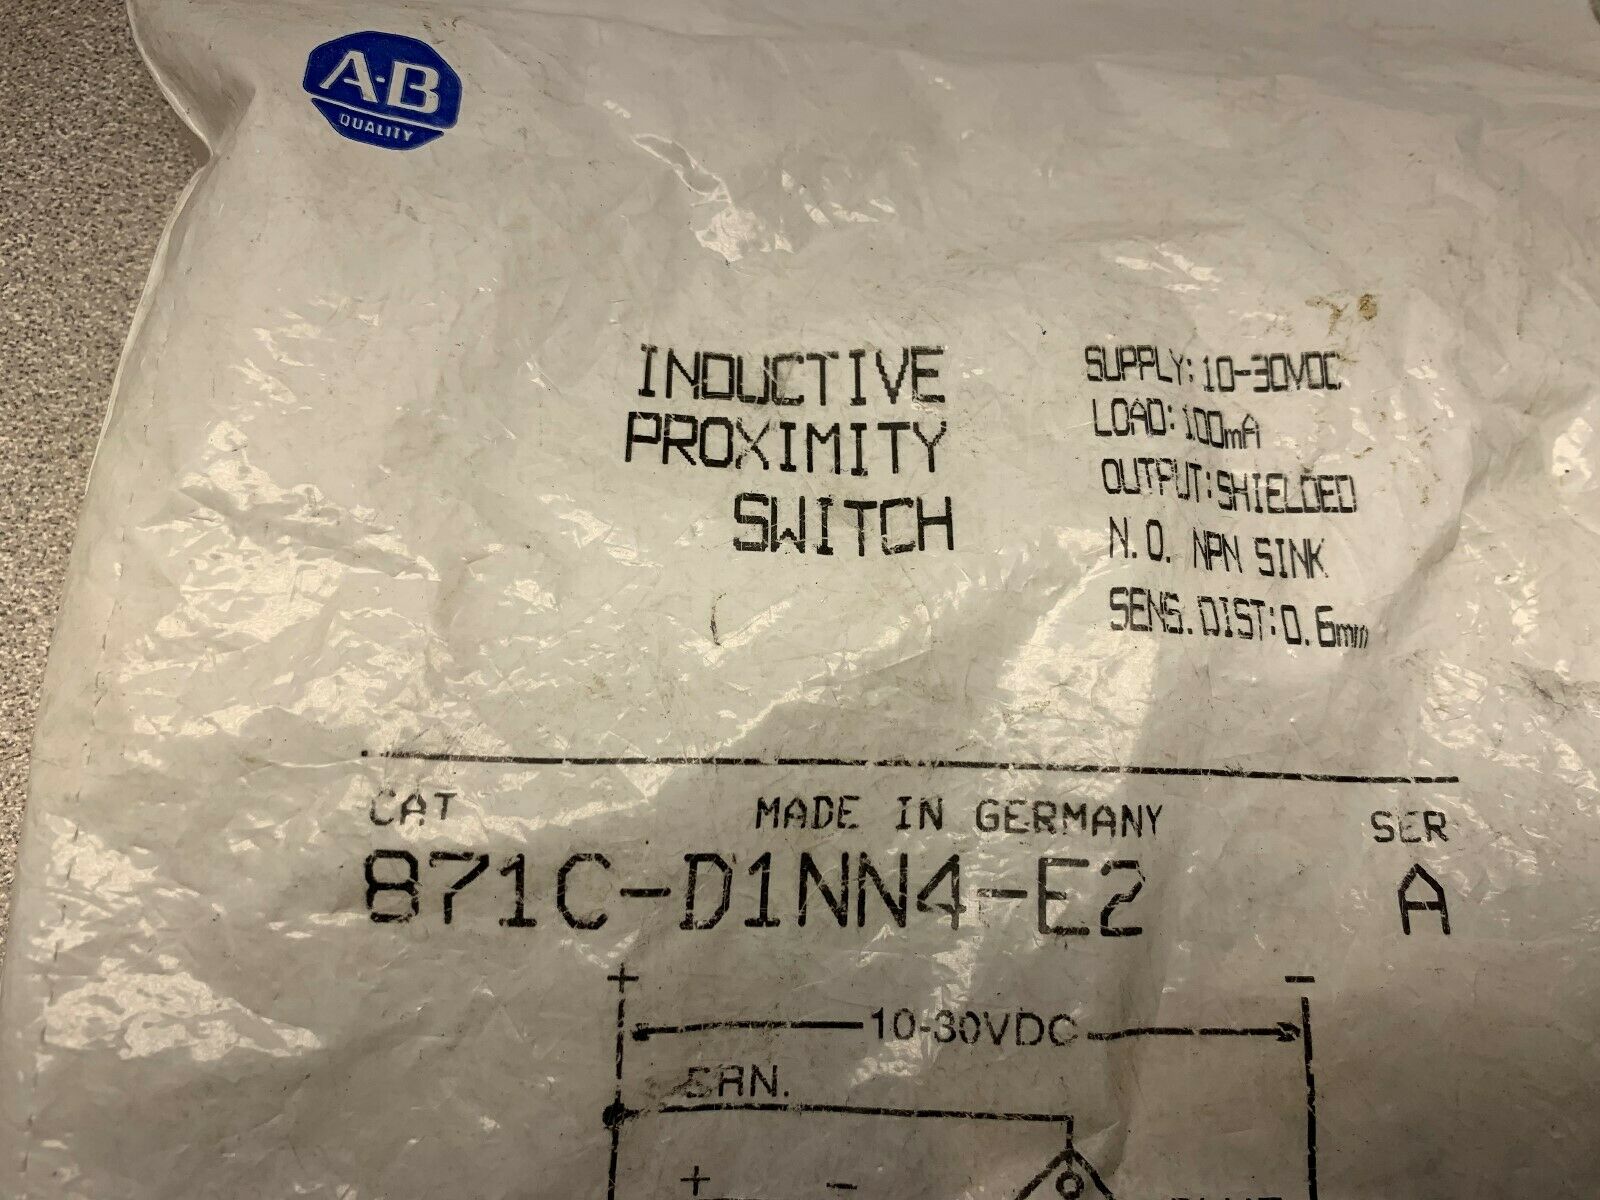 A-B
QUALITY
INDUCTIVE
PROXIMITY
SWITCH
SUPPLY: 10-30VDC
LOAD: 100mA
OUTPUT: SHIELDED
N.O. NPN SINK
SENS. DIST: 0.6mm
CAT
MADE IN GERMANY
SER
871C-D1NN4-E2
A
+
-
10-30VDC
BRN.
+ -